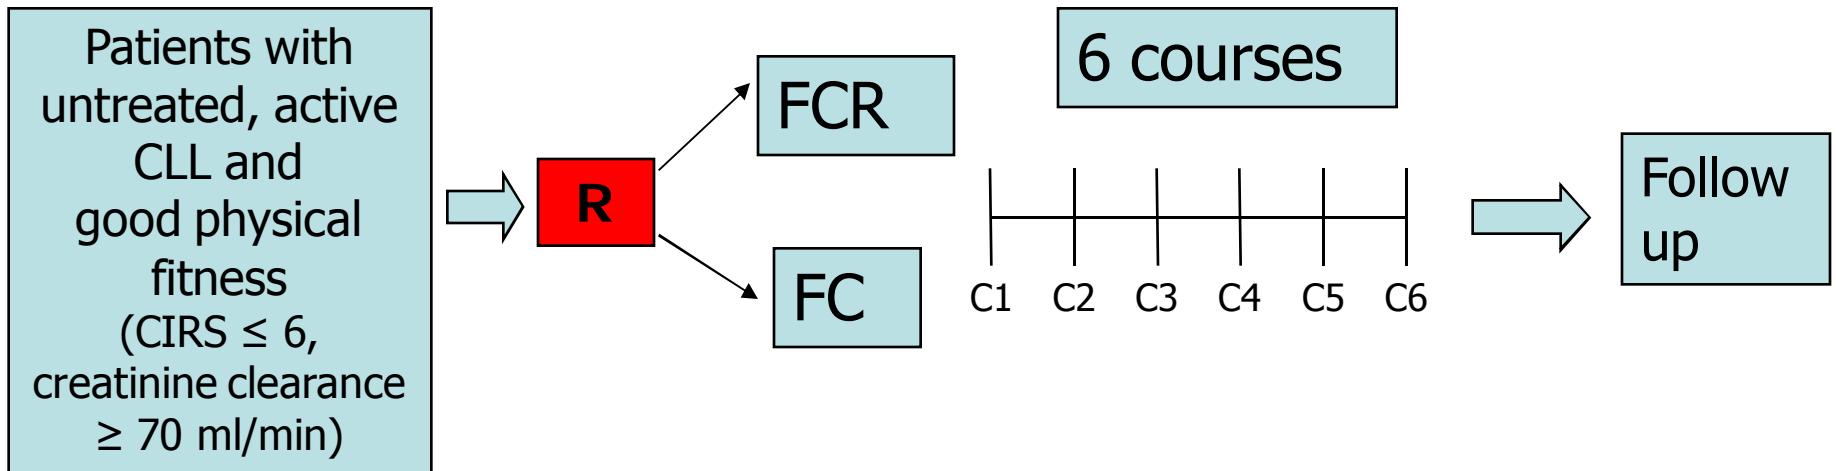 Patients with
untreated, active
CLL and
good physical
fitness
(CIRS ≤ 6,
creatinine clearance
≥ 70 ml/min)
R
FCR
FC
6 courses
C1 C2 C3 C4 C5 C6
Follow
up